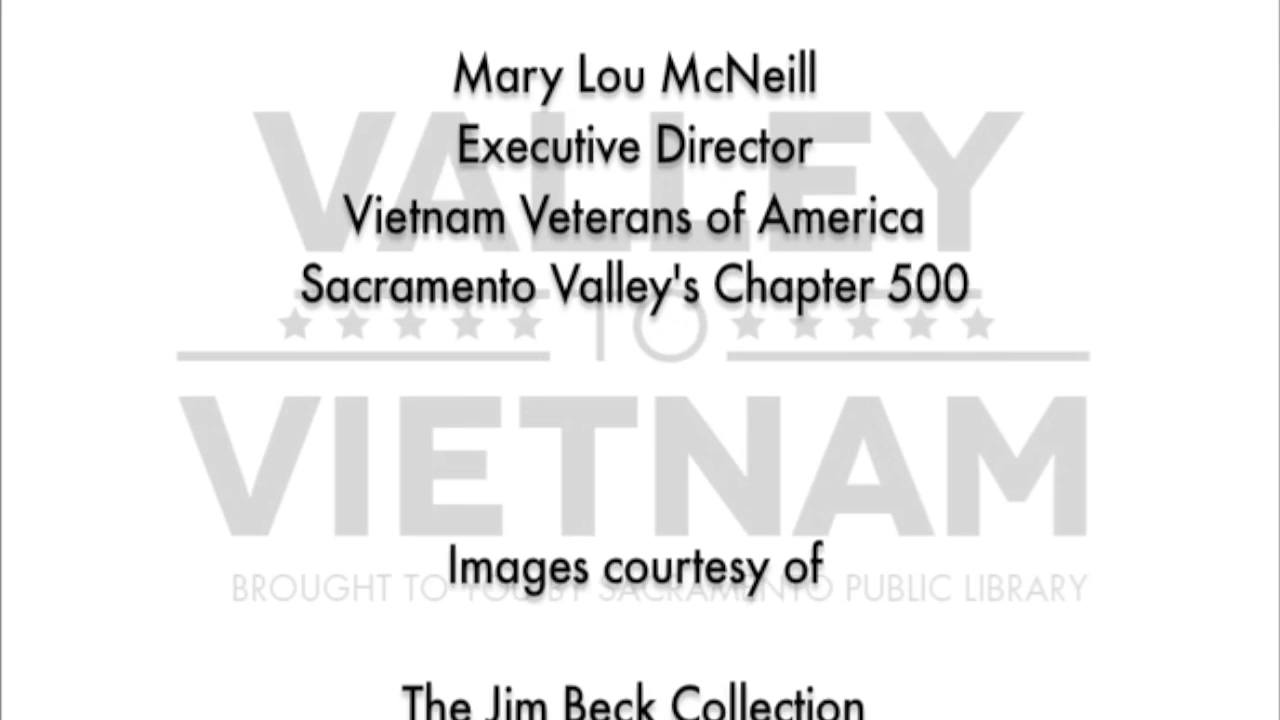 Mary Lou McNeill
VALLEY
Executive Director
Vietnam Veterans of America
Sacramento Valley's Chapter 500
TO
VIETNAM
Images courtesy of
BROUGHT TO YOU BY SACRAMENTO PUBLIC LIBRARY
The Jim Beck Collection